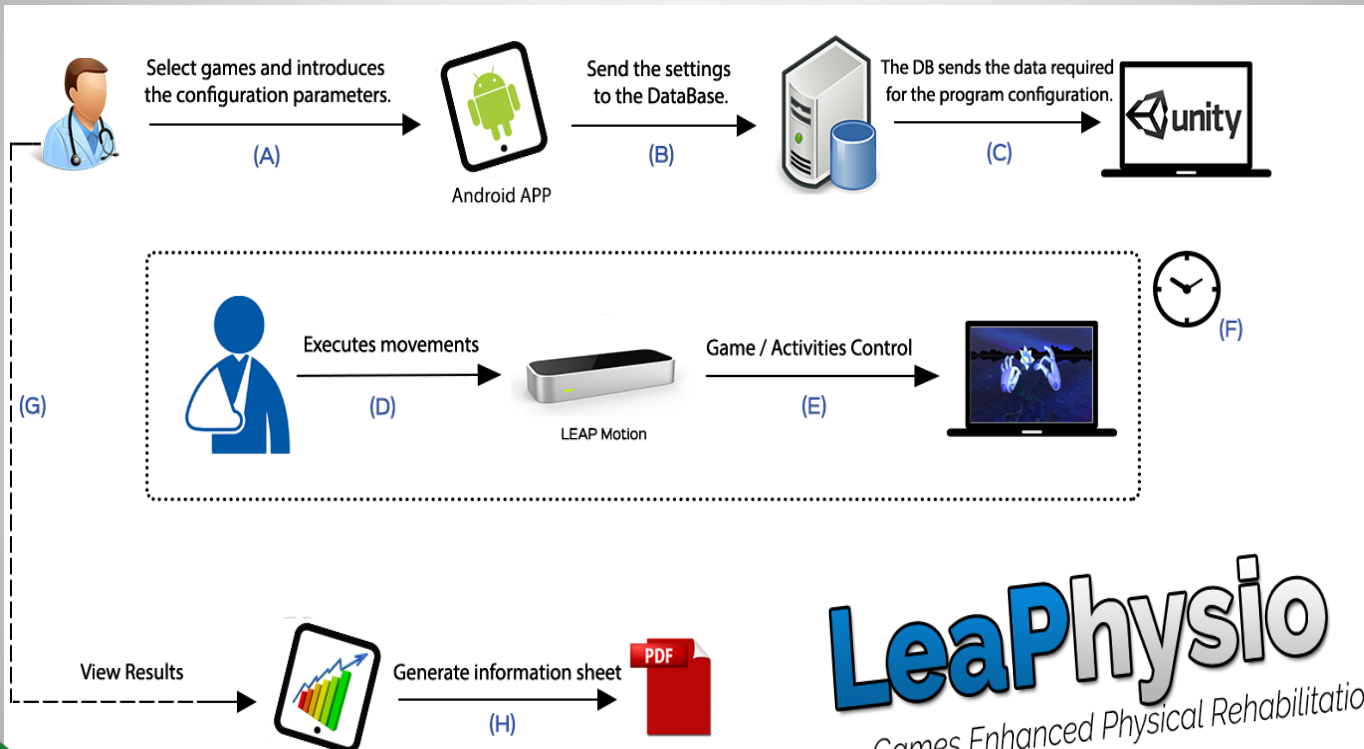 Select games and introduces
the configuration parameters.
(A)
Android APP
Send the settings
to the DataBase.
(B)
The DB sends the data required
for the program configuration.
(C)
unity
Executes movements
(D)
LEAP Motion
Game / Activities Control
(E)
(F)
(G)
View Results
Generate information sheet
(H)
PDF
LeaPhysio
Games Enhanced Physical Rehabilitatio